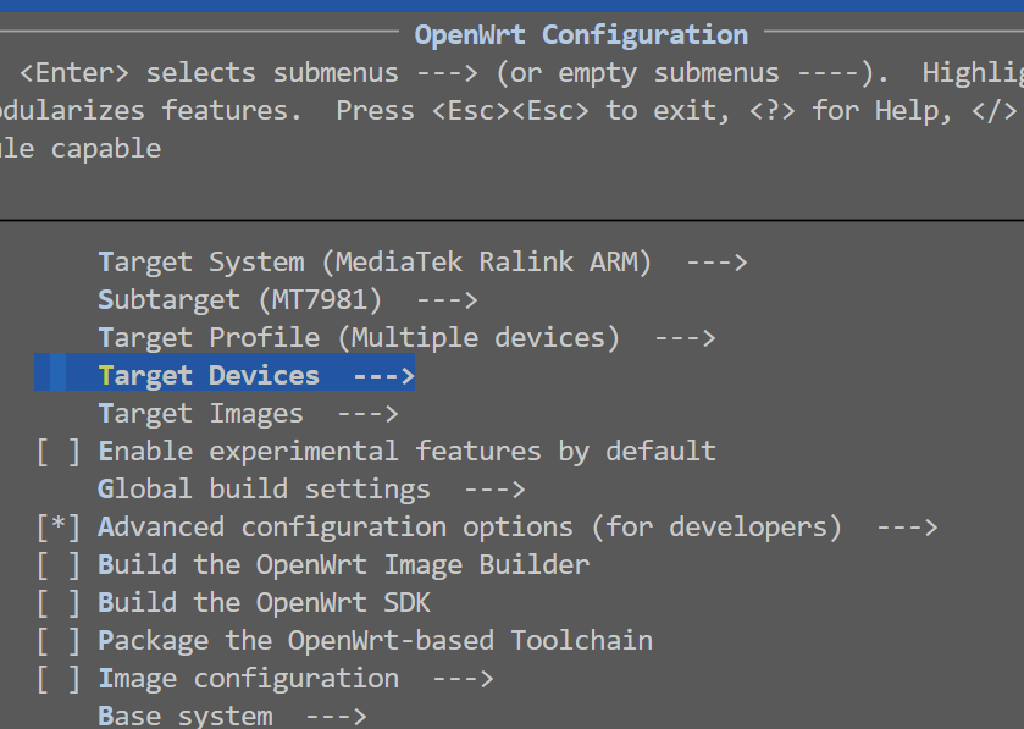 OpenWrt Configuration
<Enter> selects submenus ---> (or empty submenus ----).
features. Press <Esc><Esc> to exit, <?> for Help, </>
capable
Target System (MediaTek Ralink ARM) --->
Subtarget (MT7981) --->
Target Profile (Multiple devices) --->
Target Devices --->
Target Images --->
[ ] Enable experimental features by default
Global build settings --->
[*] Advanced configuration options (for developers) --->
[ ] Build the OpenWrt Image Builder
[ ] Build the OpenWrt SDK
[ ] Package the OpenWrt-based Toolchain
[ ] Image configuration --->
Base system --->